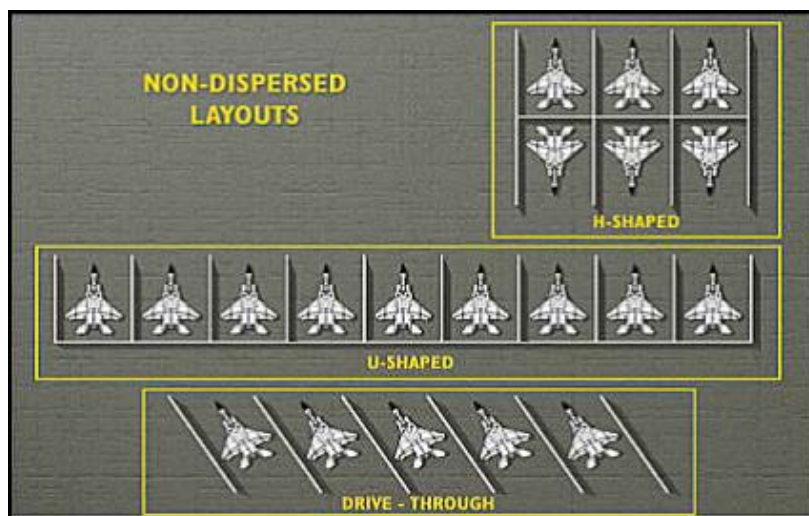 NON-DISPERSED
LAYOUTS
H-SHAPED
U-SHAPED
DRIVE - THROUGH